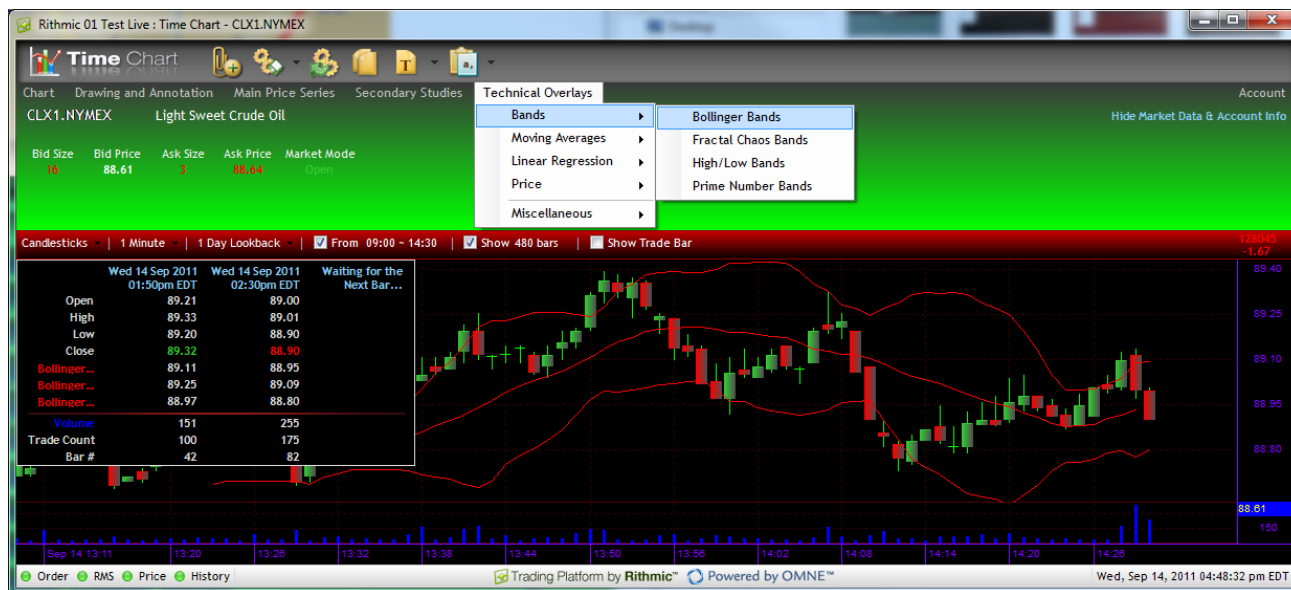 Rithmic 01 Test Live : Time Chart - CLX1.NYMEX
Desktop
Time Chart
Chart Drawing and Annotation Main Price Series Secondary Studies Technical Overlays Account
CLX1.NYMEX Light Sweet Crude Oil Bands Bollinger Bands Hide Market Data & Account Info
Moving Averages Fractal Chaos Bands
Linear Regression High/Low Bands
Price Prime Number Bands
Miscellaneous
Bid Size Bid Price Ask Size Ask Price Market Mode
16 88.61 3 88.64 Open
Candlesticks | 1 Minute | 1 Day Lookback | From 09:00 ~ 14:30 | Show 480 bars | Show Trade Bar
128045
-1.67
Wed 14 Sep 2011 Wed 14 Sep 2011 Waiting for the
01:50pm EDT 02:30pm EDT Next Bar...
Open 89.21 89.00
High 89.33 89.01
Low 89.20 88.90
Close 89.32 88.90
Bollinger... 89.11 88.95
Bollinger... 89.25 89.09
Bollinger... 88.97 88.80
Volume 151 255
Trade Count 100 175
Bar # 42 82
89.40
89.25
89.10
88.95
88.80
88.61
150
Sep 14 13:11 13:20 13:26 13:32 13:38 13:44 13:50 13:56 14:02 14:08 14:14 14:20 14:26
Order RMS Price History Trading Platform by Rithmic™ Powered by OMNE™ Wed, Sep 14, 2011 04:48:32 pm EDT